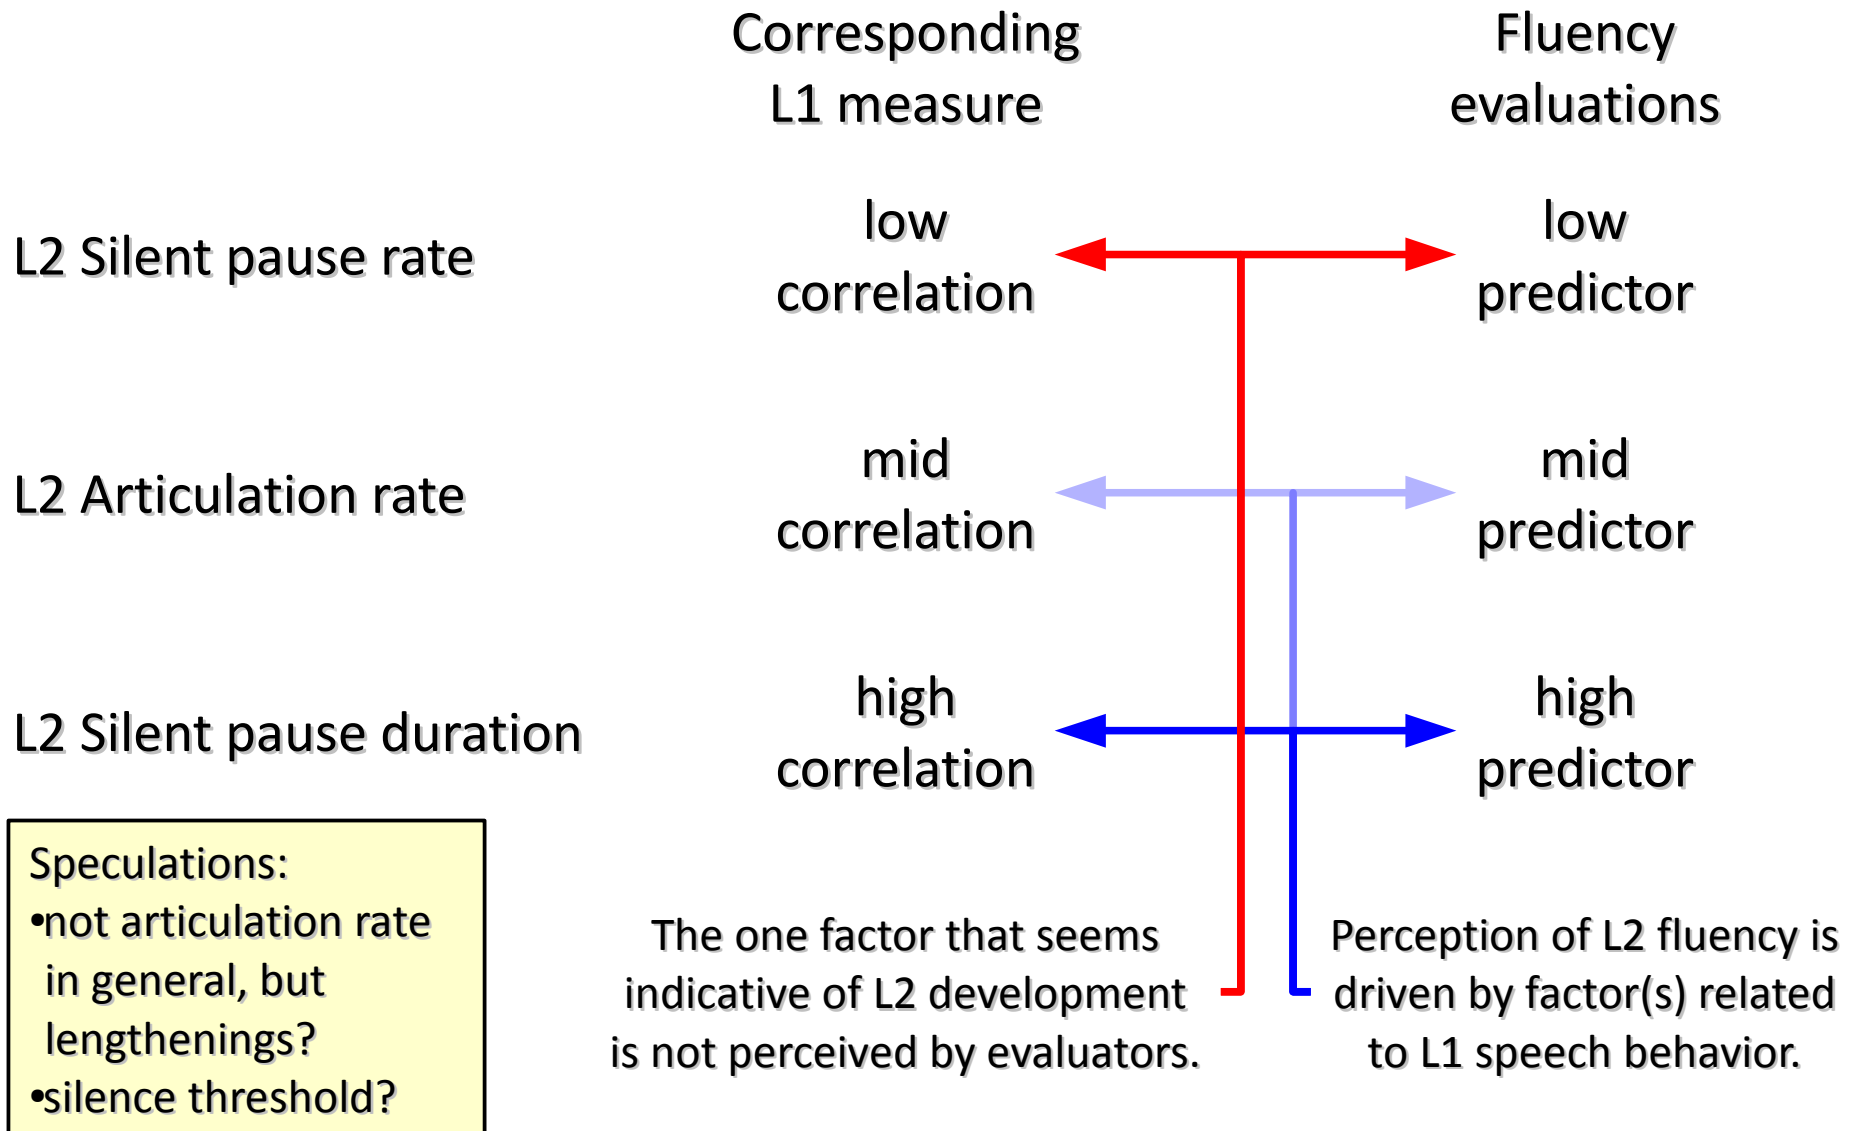 Corresponding
L1 measure
Fluency
evaluations
L2 Silent pause rate
low
correlation
low
predictor
L2 Articulation rate
mid
correlation
mid
predictor
L2 Silent pause duration
high
correlation
high
predictor
Speculations:
•not articulation rate
in general, but
lengthenings?
•silence threshold?
The one factor that seems
indicative of L2 development
is not perceived by evaluators.
Perception of L2 fluency is
driven by factor(s) related
to L1 speech behavior.